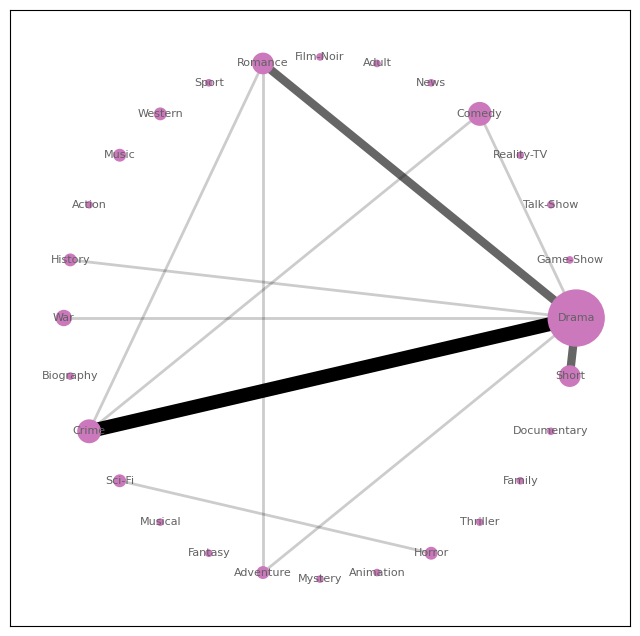 Film-Noir
Romance
Adult
Sport
News
Western
Comedy
Music
Reality-TV
Action
Talk-Show
History
Game-Show
War
Drama
Biography
Short
Crime
Documentary
Sci-Fi
Family
Musical
Thriller
Fantasy
Horror
Adventure
Mystery
Animation